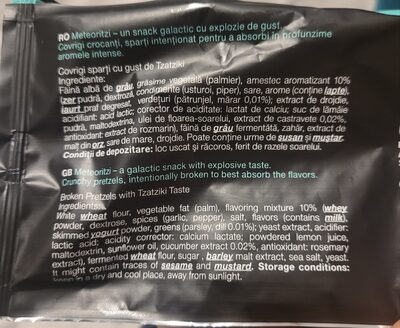 RO Meteoritzi – un snack galactic cu explozie de gust.
Covrigi crocanți, sparți intenționat pentru a absorbi în profunzime
aromele intense.
Covrigi sparți cu gust de Tzatziki
Ingrediente:
Făină albă de grâu, grăsime vegetală (palmier), amestec aromatizant 10%
(zer pudră, dextroză, condimente (usturoi, piper), sare, arome (conține lapte),
iaurt praf degresat, verdețuri (pătrunjel, mărar 0,01%); extract de drojdie,
acidifiant: acid lactic; corector de aciditate: lactat de calciu; suc de lămâie
pudră, maltodextrină, ulei de floarea-soarelui, extract de castravete 0,02%,
antioxidant: extract de rozmarin), făină de grâu fermentată, zahăr, extract de
malț din orz, sare de mare, drojdie. Poate conține urme de susan și muștar.
Condiții de depozitare: loc uscat și răcoros, ferit de razele soarelui.
GB Meteoritzi – a galactic snack with explosive taste.
Crunchy pretzels, intentionally broken to best absorb the flavors.
Broken Pretzels with Tzatziki Taste
Ingredients:
White wheat flour, vegetable fat (palm), flavoring mixture 10% (whey
powder, dextrose, spices (garlic, pepper), salt, flavors (contains milk),
skimmed yogurt powder, greens (parsley, dill 0.01%); yeast extract, acidifier:
lactic acid; acidity corrector: calcium lactate; powdered lemon juice,
maltodextrin, sunflower oil, cucumber extract 0.02%, antioxidant: rosemary
extract), fermented wheat flour, sugar , barley malt extract, sea salt, yeast.
It might contain traces of sesame and mustard. Storage conditions:
keep in a dry and cool place, away from sunlight.